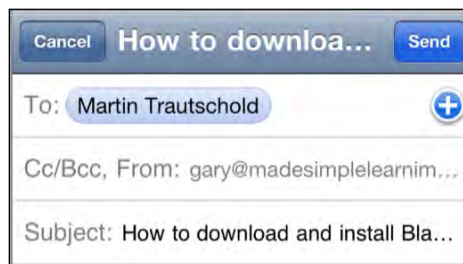 Cancel How to downloa... Send
To: Martin Trautschold
Cc/Bcc, From: gary@madesimplelearnim...
Subject: How to download and install Bla...